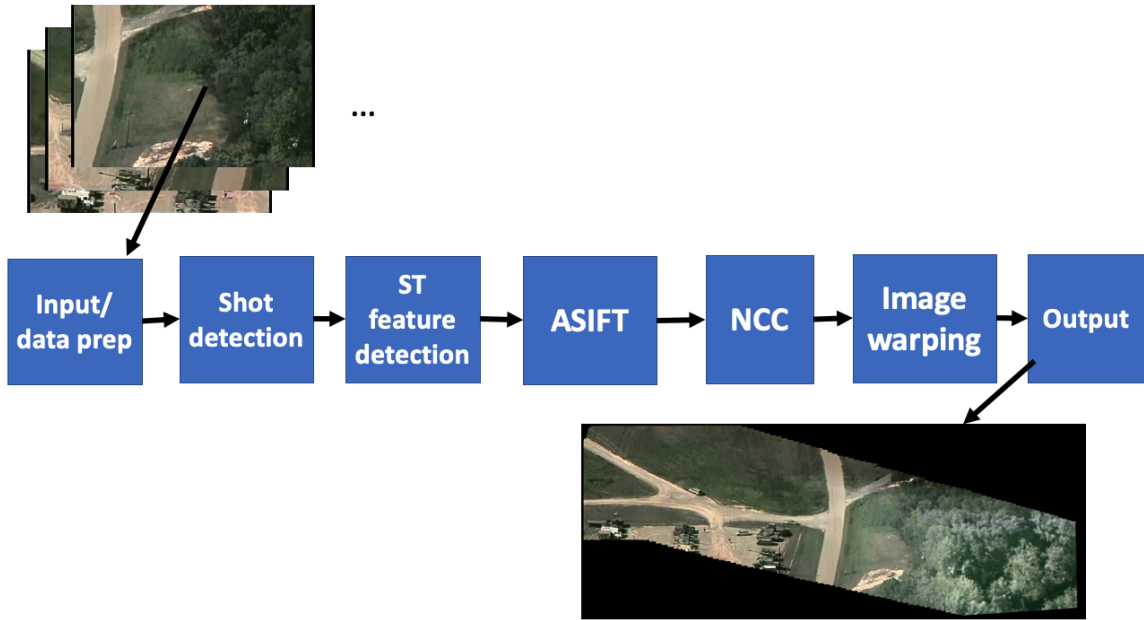 ...
Input/
data prep
Shot
detection
ST
feature
detection
ASIFT
NCC
Image
warping
Output